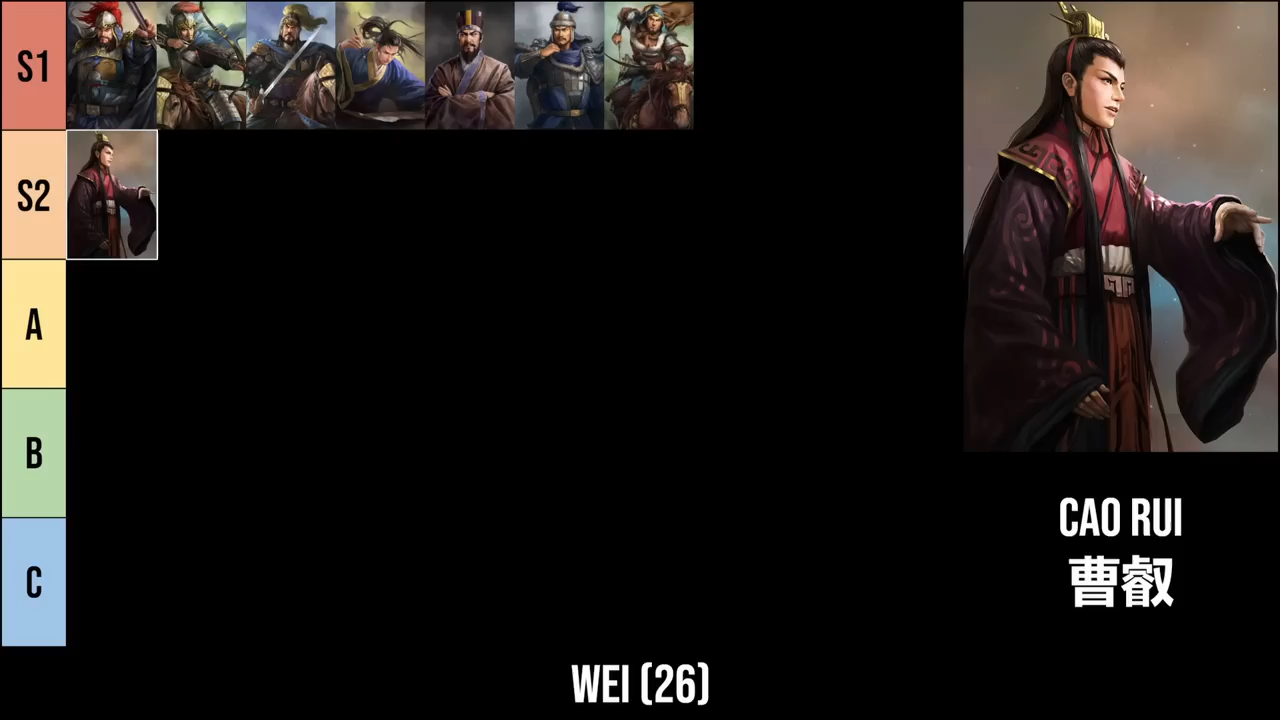 S1
S2
A
B
C
CAO RUI
曹叡
WEI (26)